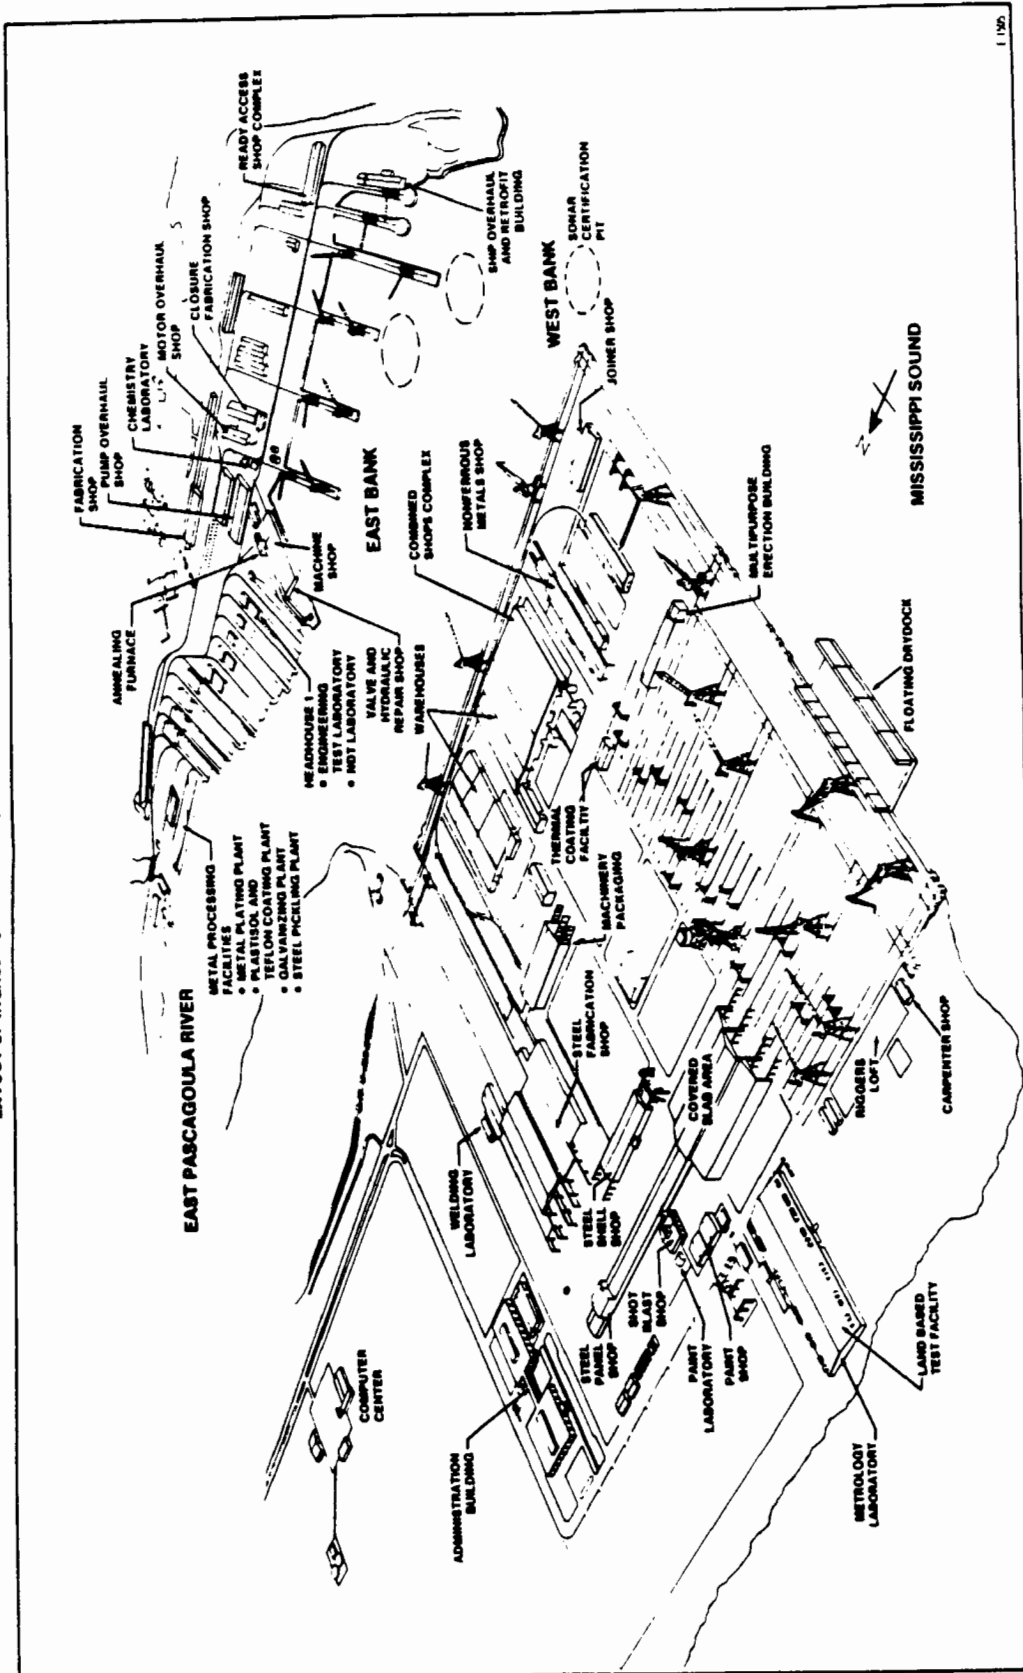 READY ACCESS
SHOP COMPLEX
CLOSURE
FABRICATION SHOP
MOTOR OVERHAUL
SHOP
CHEMISTRY
LABORATORY
PUMP OVERHAUL
SHOP
FABRICATION
SHOP
ANNEALING
FURNACE
MACHINE
SHOP
EAST BANK
SHIP OVERHAUL
AND RETROFIT
BUILDING
WEST BANK
SONAR
CERTIFICATION
PIT
JOINER SHOP
NONFERROUS
METALS SHOP
COMBINED
SHOPS COMPLEX
HEADHOUSE 1
• ENGINEERING
TEST LABORATORY
• NDT LABORATORY
VALVE AND
HYDRAULIC
REPAIR SHOP
WAREHOUSES
METAL PROCESSING
FACILITIES
• METAL PLATING PLANT
• PLASTISOL AND
TEFLON COATING PLANT
• GALVANIZING PLANT
• STEEL PICKLING PLANT
EAST PASCAGOULA RIVER
MULTIPURPOSE
ERECTION BUILDING
THERMAL
COATING
FACILITY
MACHINERY
PACKAGING
N
MISSISSIPPI SOUND
FLOATING DRYDOCK
STEEL
FABRICATION
SHOP
WELDING
LABORATORY
COVERED
SLAB AREA
STEEL
SHELL
SHOP
RIGGERS
LOFT
CARPENTER SHOP
SHOT
BLAST
SHOP
STEEL
PANEL
SHOP
PAINT
LABORATORY
PAINT
SHOP
COMPUTER
CENTER
ADMINISTRATION
BUILDING
LAND BASED
TEST FACILITY
METROLOGY
LABORATORY